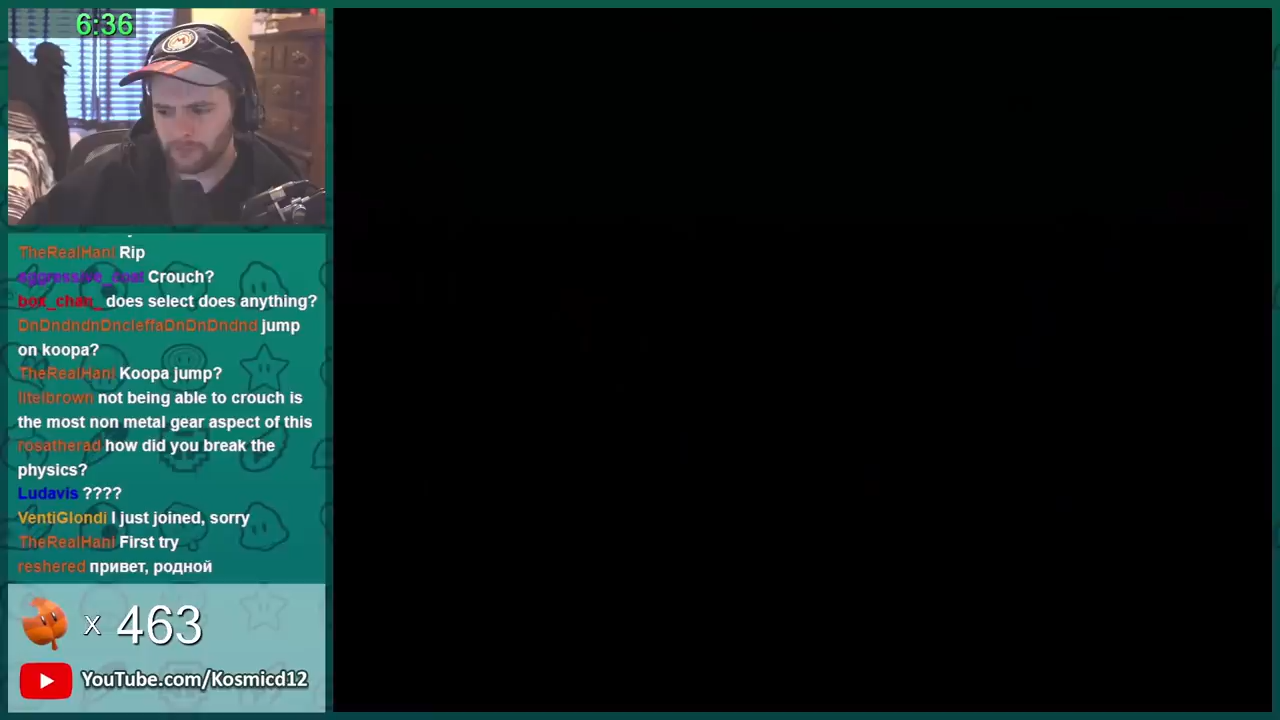 6:36
TheRealHanl Rip
aggressive_coal Crouch?
does select does anything?
DnDndndnDncleffaDnDnDndnd jump
on koopa?
TheRealHanl Koopa jump?
litelbrown not being able to crouch is
the most non metal gear aspect of this
rosatherad how did you break the
physics?
Ludavis ????
VentiGlondi I just joined, sorry
TheRealHanl First try
reshered привет, родной
x 463
YouTube.com/Kosmicd12